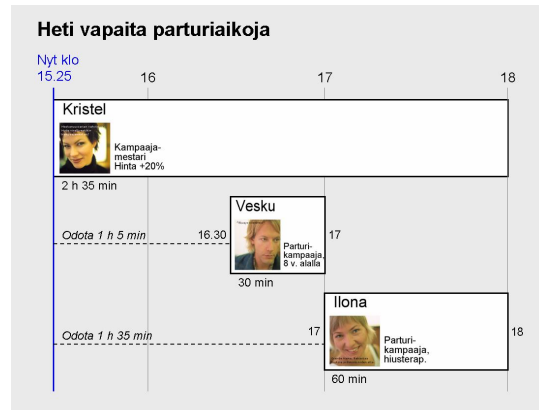 Heti vapaita parturiaikoja
Nyt klo
15.25
16
17
18
Kristel
Kampaaja-
mestari
Hinta +20%
2 h 35 min
Vesku
Odota 1 h 5 min
16.30
17
Parturi-
kampaaja,
8 v. alalla
30 min
Ilona
Odota 1 h 35 min
17
18
Parturi-
kampaaja,
hiusterap.
60 min